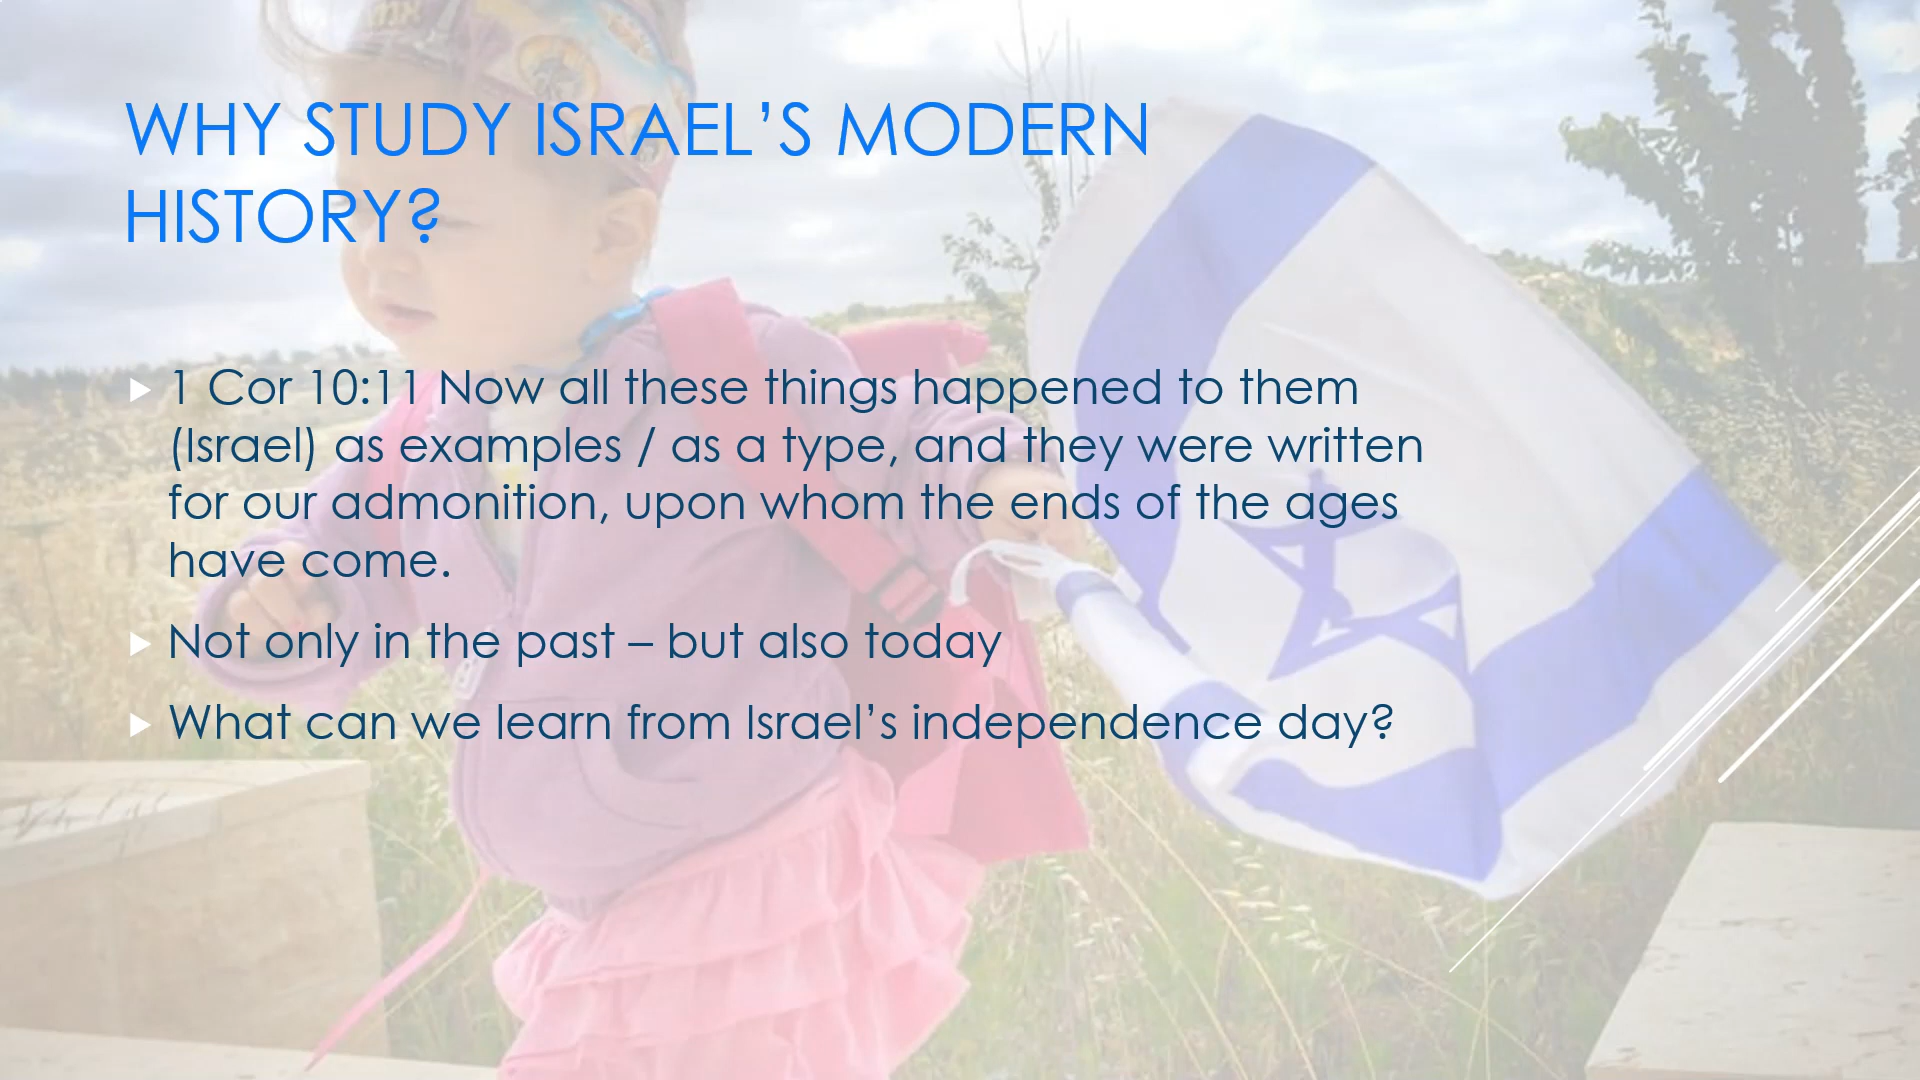 WHY STUDY ISRAEL’S MODERN
HISTORY?
1 Cor 10:11 Now all these things happened to them
(Israel) as examples / as a type, and they were written
for our admonition, upon whom the ends of the ages
have come.
Not only in the past – but also today
What can we learn from Israel’s independence day?